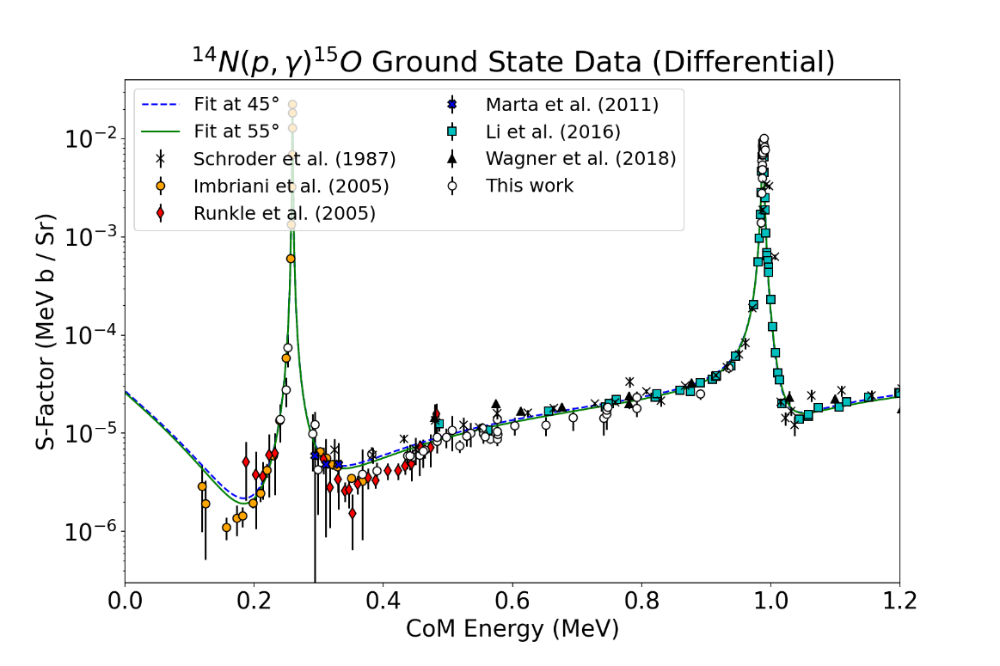 ¹⁴N(p, γ)¹⁵O Ground State Data (Differential)
Fit at 45°
Fit at 55°
Schroder et al. (1987)
Imbriani et al. (2005)
Runkle et al. (2005)
Marta et al. (2011)
Li et al. (2016)
Wagner et al. (2018)
This work
S-Factor (MeV b / Sr)
10⁻²
10⁻³
10⁻⁴
10⁻⁵
10⁻⁶
0.0 0.2 0.4 0.6 0.8 1.0 1.2
CoM Energy (MeV)